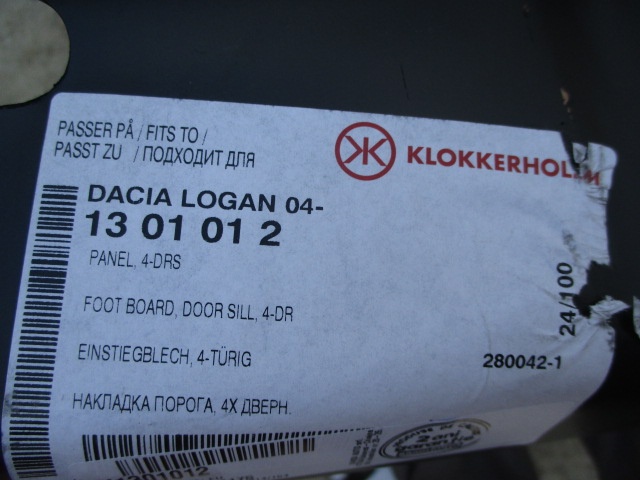 PASSER PÅ / FITS TO /
PASST ZU / ПОДХОДИТ ДЛЯ
KLOKKERHOLM
DACIA LOGAN 04-
13 01 01 2
PANEL, 4-DRS
FOOT BOARD, DOOR SILL, 4-DR
24/100
EINSTIEGBLECH, 4-TÜRIG
280042-1
НАКЛАДКА ПОРОГА, 4Х ДВЕРН.
1301012